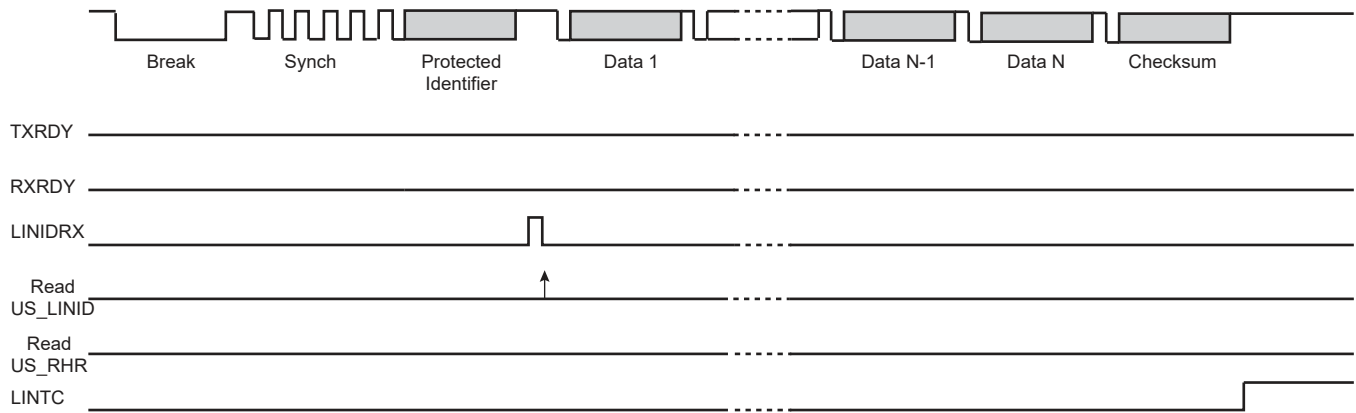 Break Synch Protected Data 1 Data N-1 Data N Checksum
Identifier
TXRDY
RXRDY
LINIDRX
Read
US_LINID
Read
US_RHR
LINTC